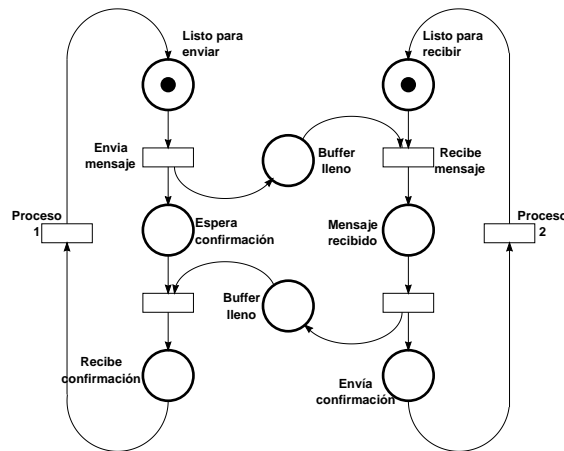 Listo para
enviar
Listo para
recibir
Envia
mensaje
Buffer
lleno
Recibe
mensaje
Proceso
1
Espera
confirmación
Mensaje
recibido
Proceso
2
Buffer
lleno
Recibe
confirmación
Envía
confirmación